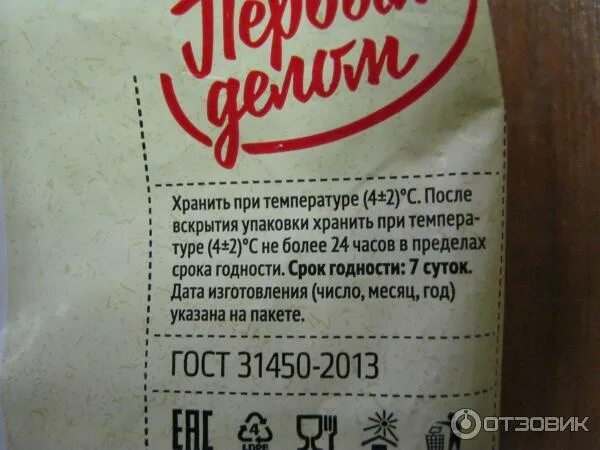 Первым
делом
Хранить при температуре (4±2)°С. После
вскрытия упаковки хранить при темпера-
туре (4±2)°С не более 24 часов в пределах
срока годности. Срок годности: 7 суток.
Дата изготовления (число, месяц, год)
указана на пакете.
ГОСТ 31450-2013
ЕАС
4
LDPE
ОТЗОВИК